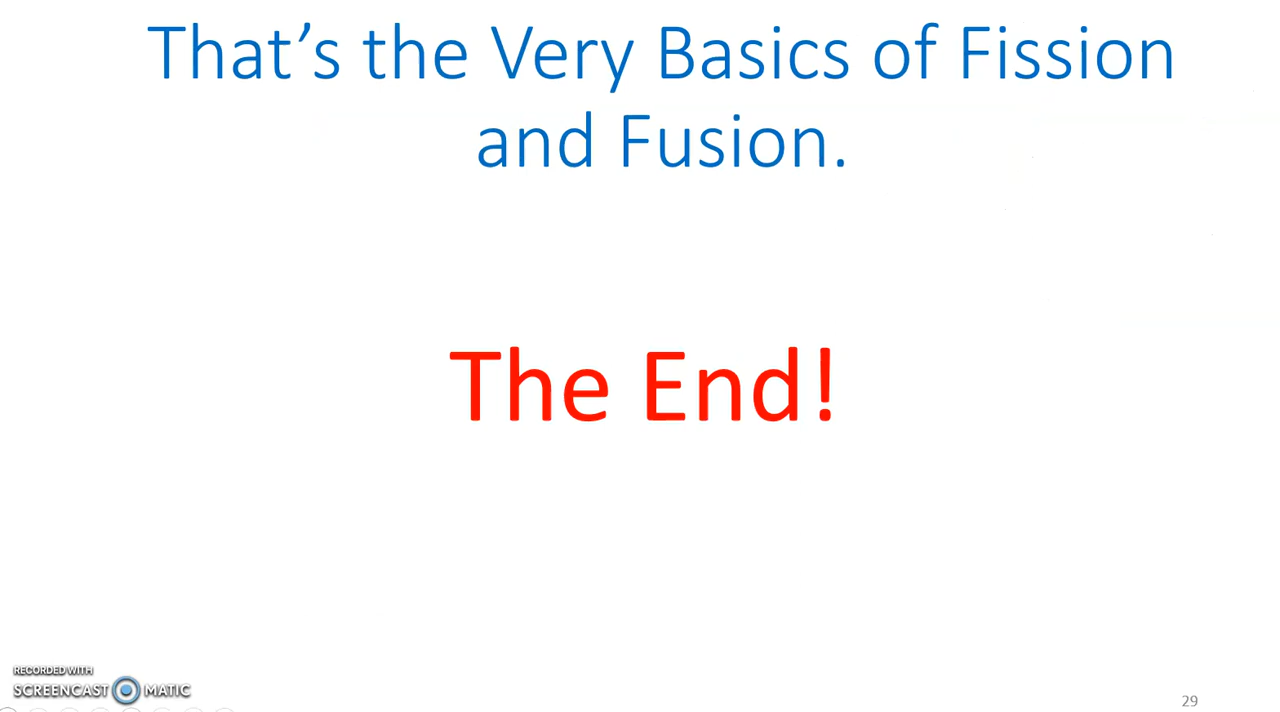 That’s the Very Basics of Fission
and Fusion.
The End!
RECORDED WITH
SCREENCAST MATIC
29